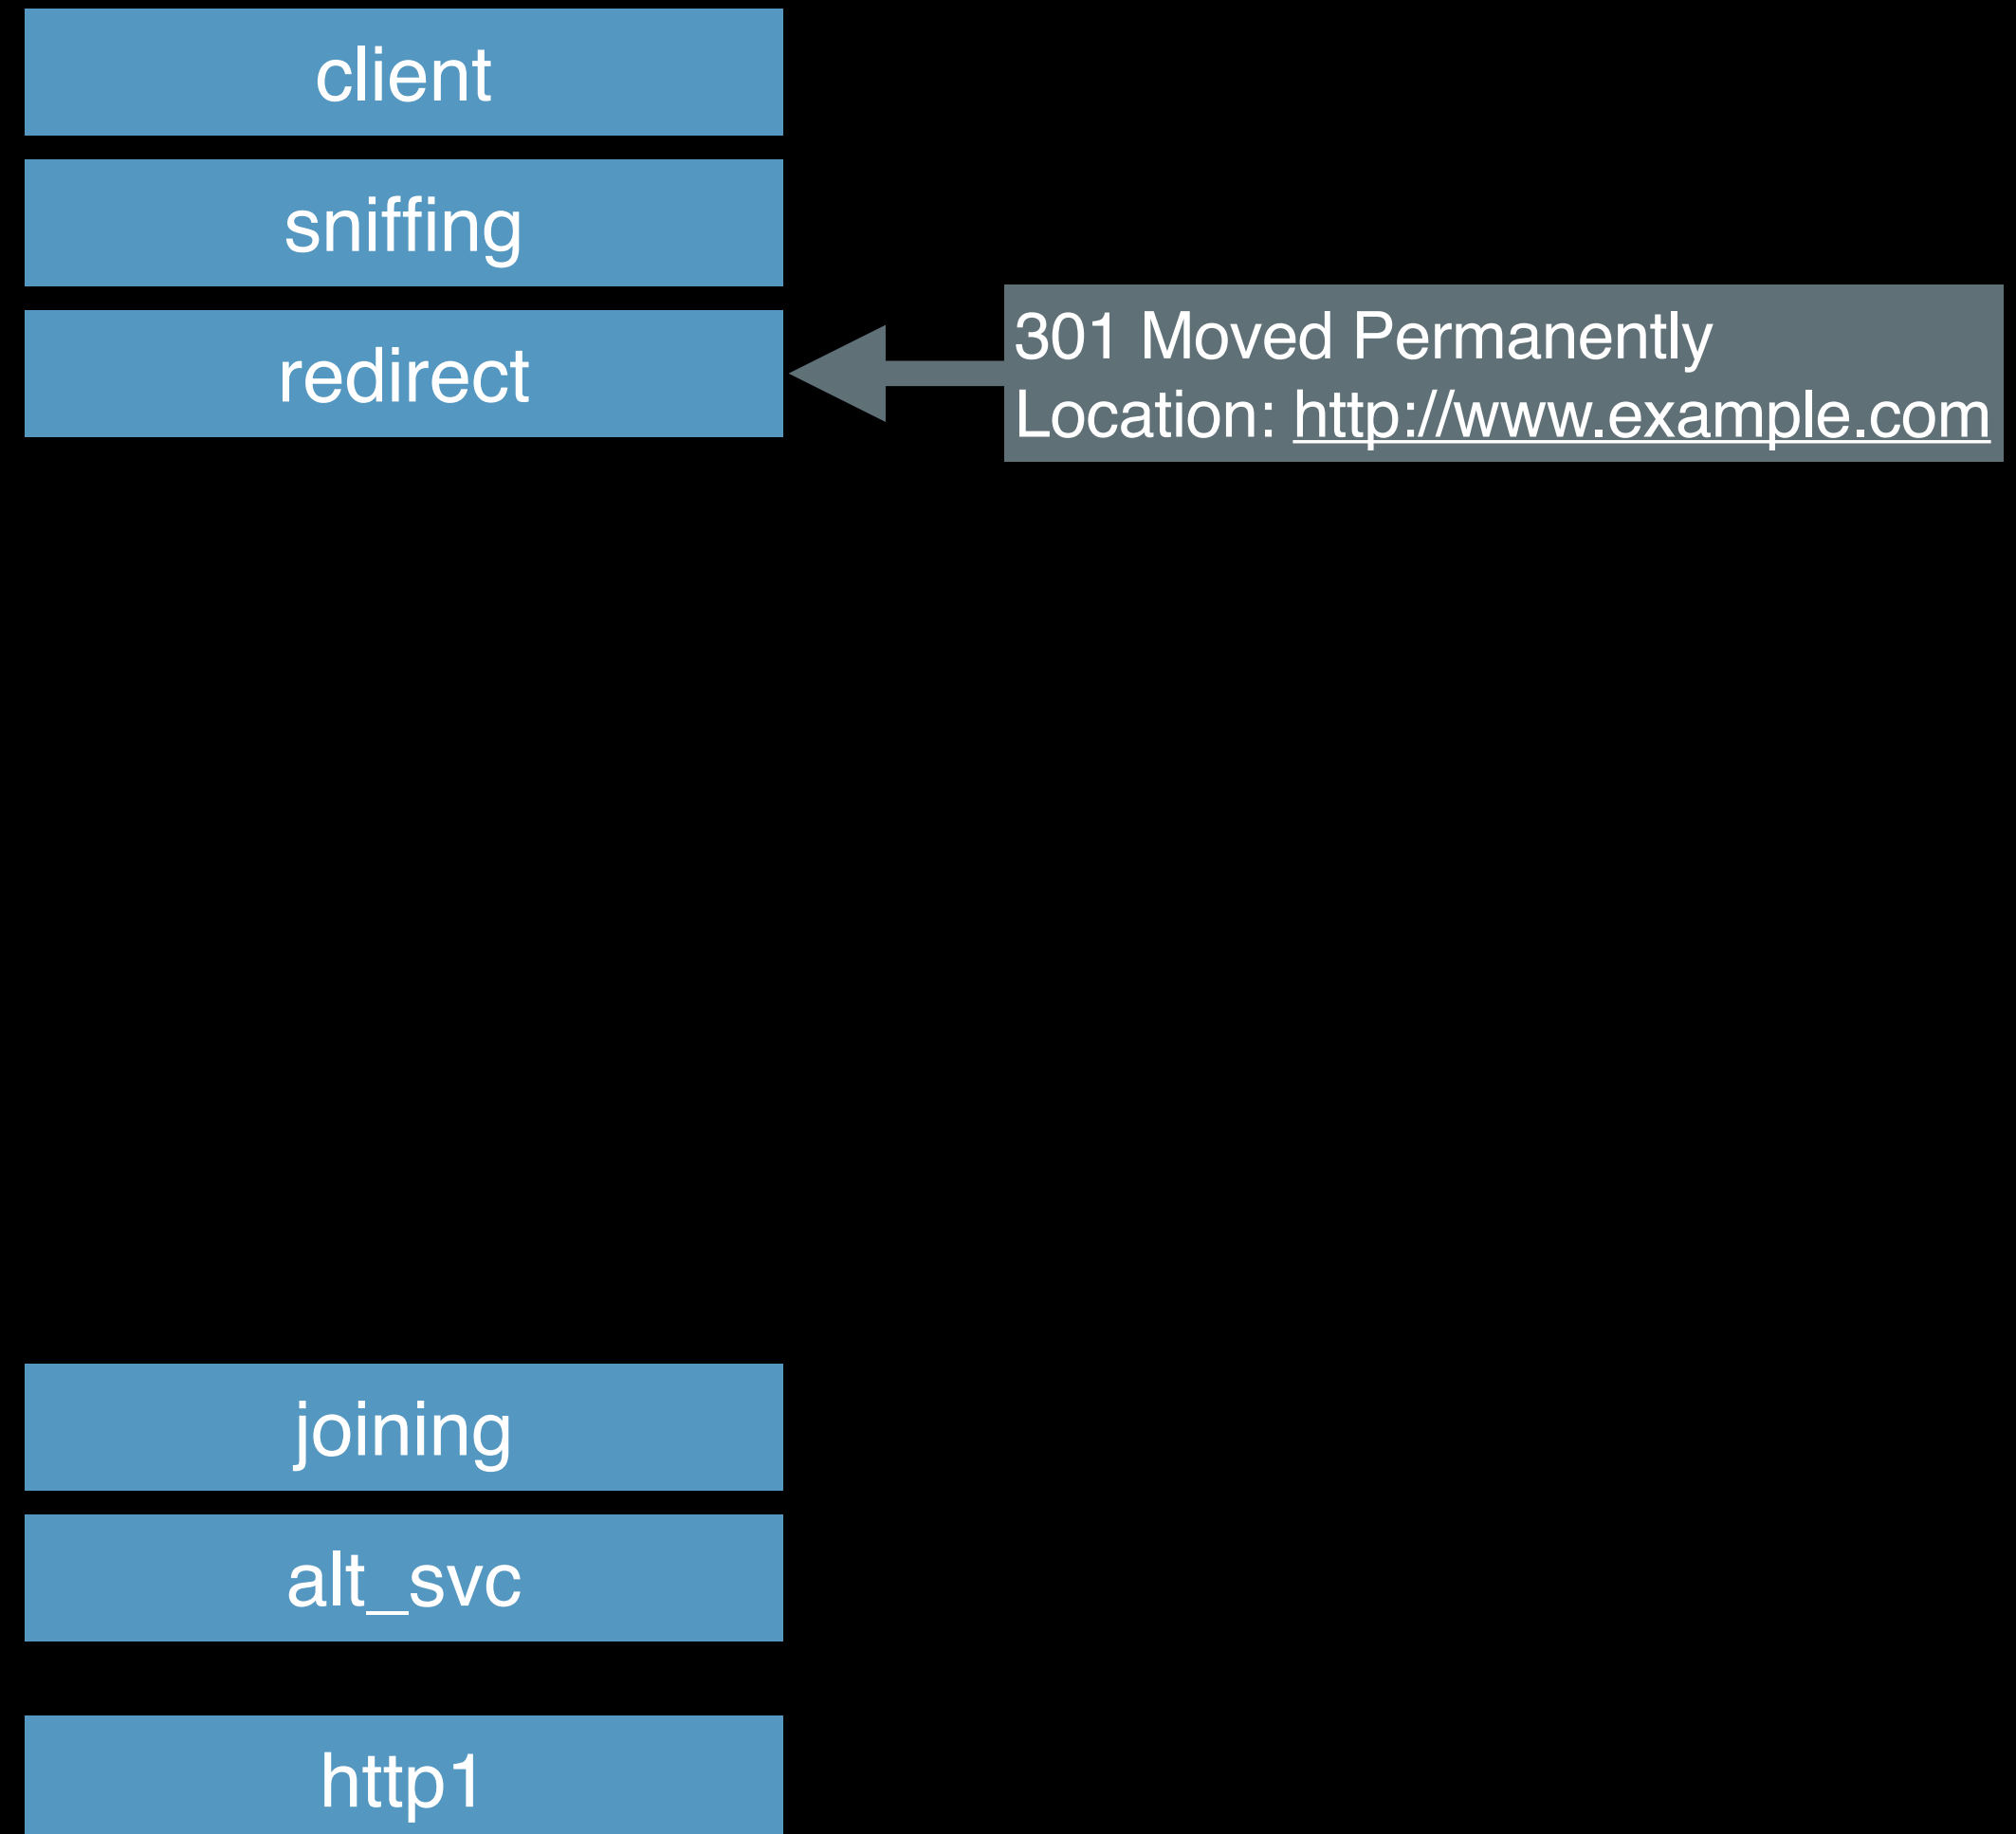 client
sniffing
redirect
301 Moved Permanently
Location: http://www.example.com
joining
alt_svc
http1